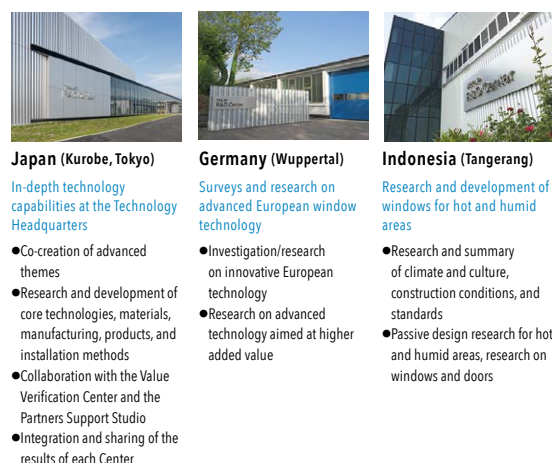 R&D Center
R&D Center
R&D Center
Japan (Kurobe, Tokyo)
In-depth technology
capabilities at the Technology
Headquarters
●Co-creation of advanced
themes
●Research and development of
core technologies, materials,
manufacturing, products, and
installation methods
●Collaboration with the Value
Verification Center and the
Partners Support Studio
●Integration and sharing of the
results of each Center
Germany (Wuppertal)
Surveys and research on
advanced European window
technology
●Investigation/research
on innovative European
technology
●Research on advanced
technology aimed at higher
added value
Indonesia (Tangerang)
Research and development of
windows for hot and humid
areas
●Research and summary
of climate and culture,
construction conditions, and
standards
●Passive design research for hot
and humid areas, research on
windows and doors